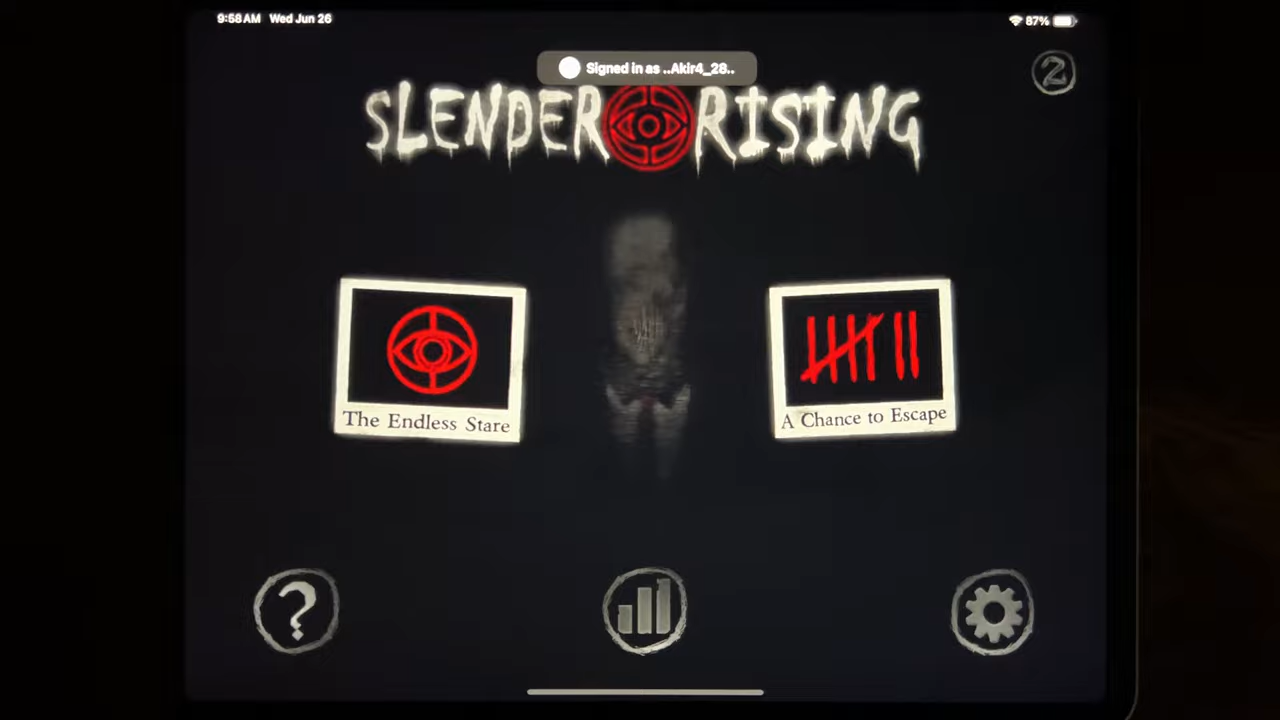 9:58 AM Wed Jun 26
87%
Signed in as ..Akir4_28..
2
SLENDER RISING
The Endless Stare
A Chance to Escape
?